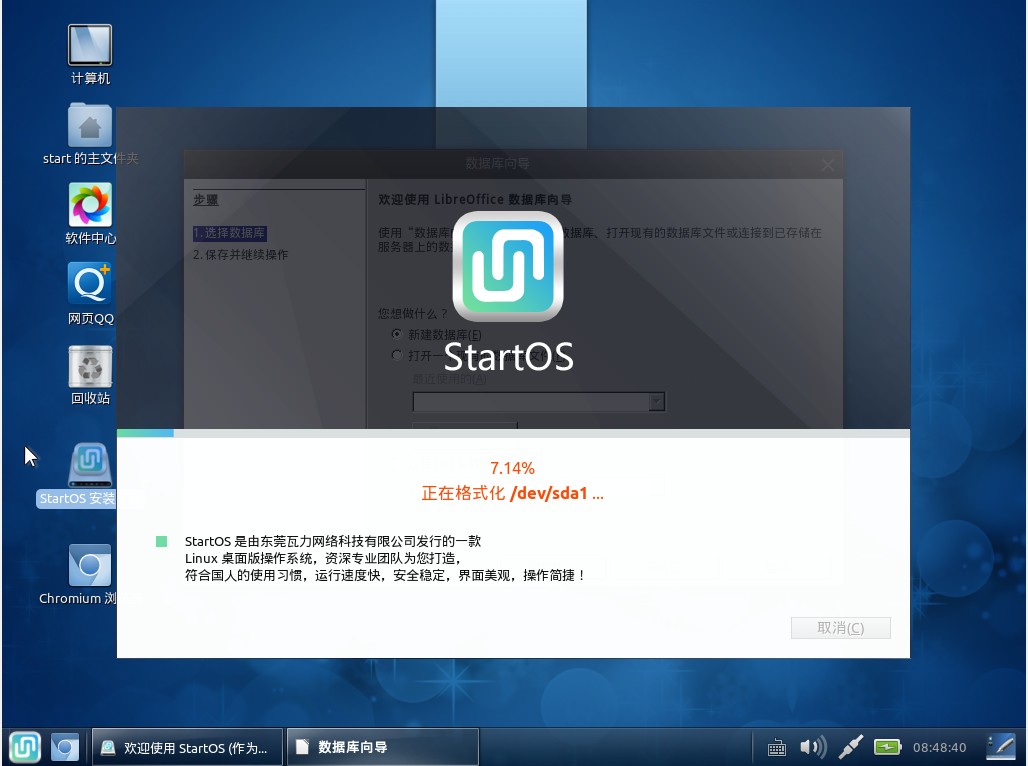 计算机
start 的主文件夹
软件中心
网页QQ
回收站
StartOS 安装
Chromium 浏
数据库向导
步骤
1. 选择数据库
2. 保存并继续操作
欢迎使用 LibreOffice 数据库向导
使用“数据库
数据库、打开现有的数据库文件或连接到已存储在
服务器上的数
您想做什么？
新建数据库(E)
打开一
文件
最近使用的(A)
StartOS
7.14%
正在格式化 /dev/sda1 ...
StartOS 是由东莞瓦力网络科技有限公司发行的一款
Linux 桌面版操作系统，资深专业团队为您打造，
符合国人的使用习惯，运行速度快，安全稳定，界面美观，操作简捷！
取消(C)
欢迎使用 StartOS (作为...
数据库向导
08:48:40